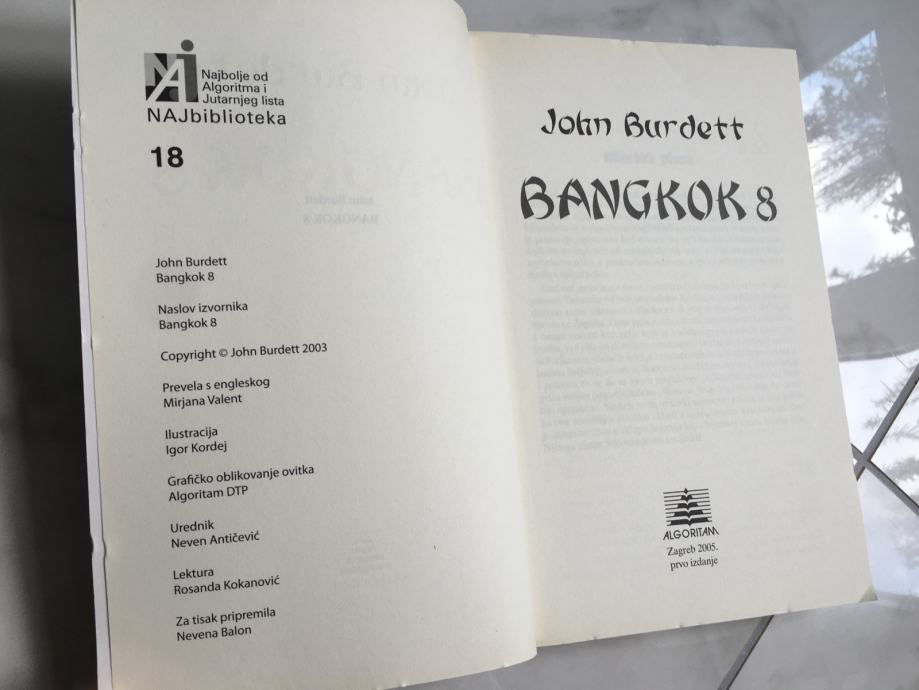 NAJ
Najbolje od
Algoritma i
Jutarnjeg lista
NAJbiblioteka
18
John Burdett
Bangkok 8
Naslov izvornika
Bangkok 8
Copyright © John Burdett 2003
Prevela s engleskog
Mirjana Valent
Ilustracija
Igor Kordej
Grafičko oblikovanje ovitka
Algoritam DTP
Urednik
Neven Antičević
Lektura
Rosanda Kokanović
Za tisak pripremila
Nevena Balon
John Burdett
BANGKOK 8
ALGORITAM
Zagreb 2005.
prvo izdanje